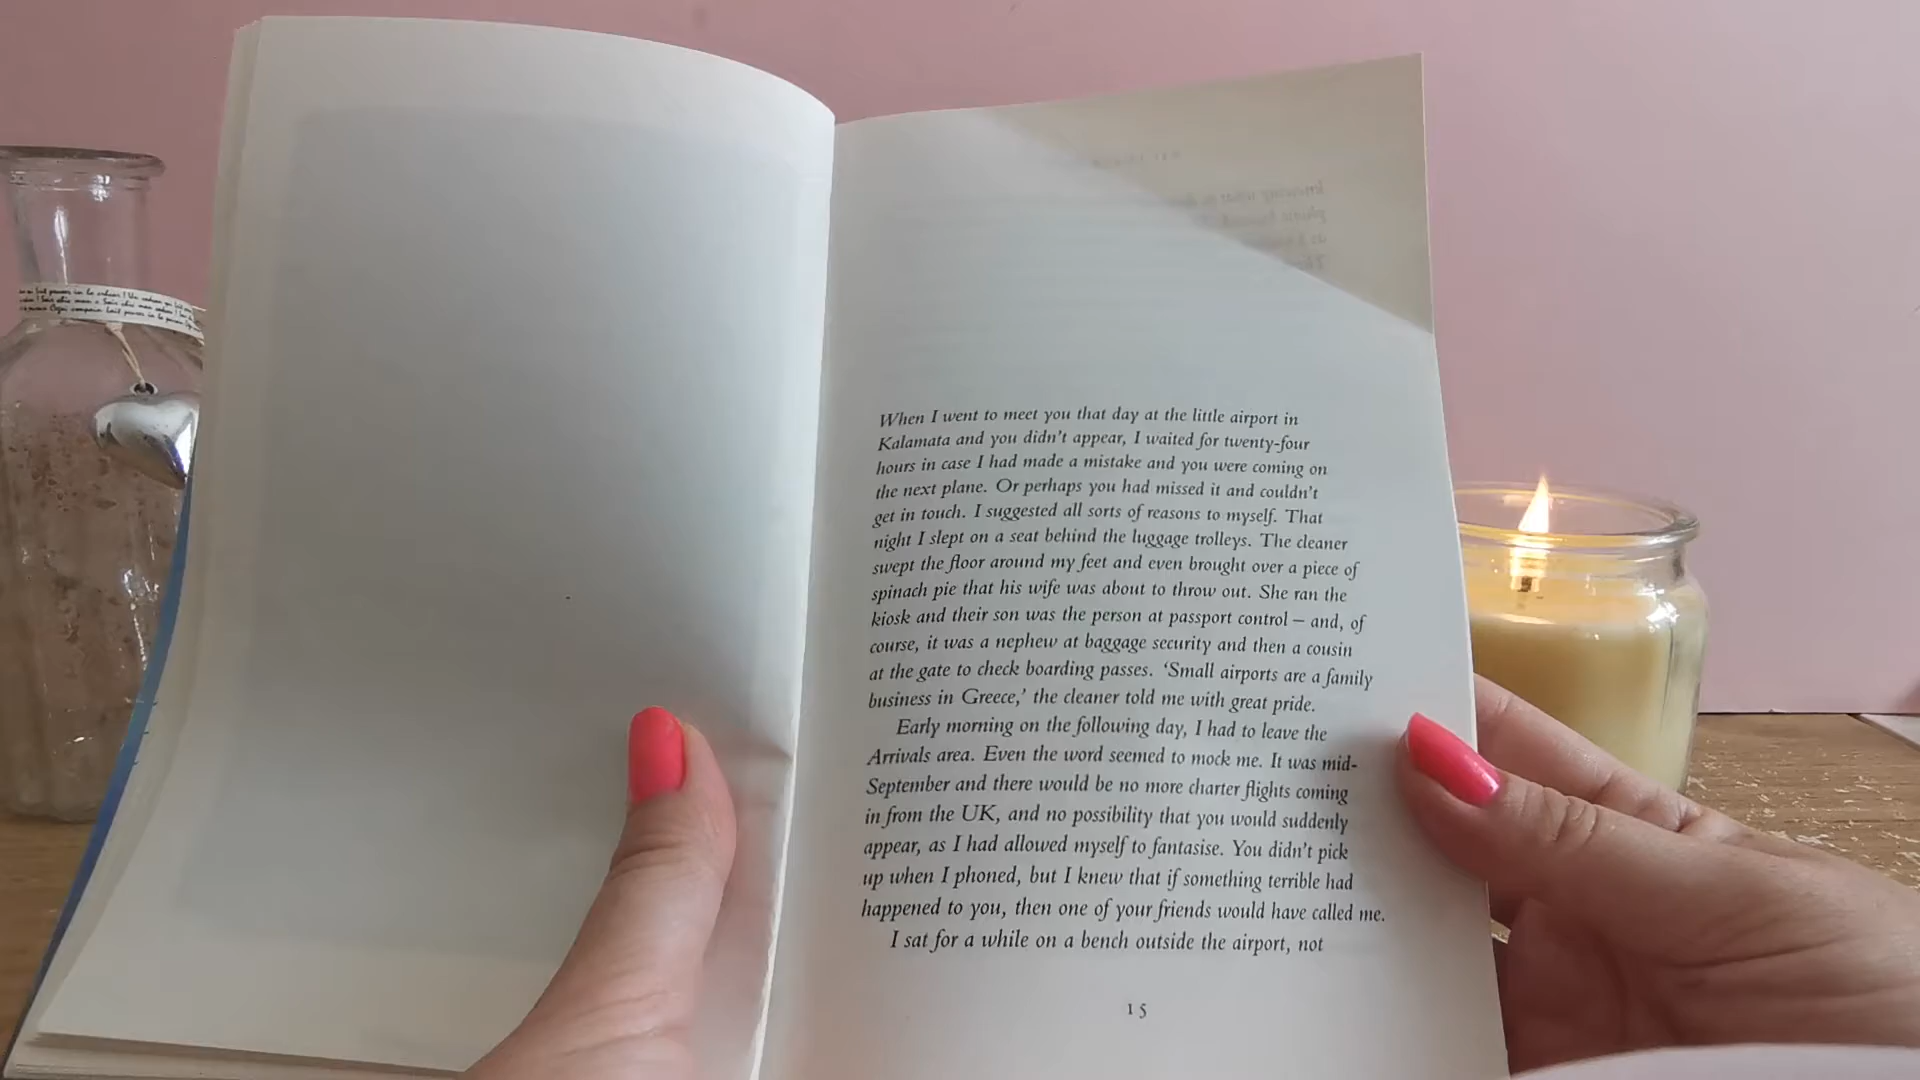 When I went to meet you that day at the little airport in
Kalamata and you didn't appear, I waited for twenty-four
hours in case I had made a mistake and you were coming on
the next plane. Or perhaps you had missed it and couldn't
get in touch. I suggested all sorts of reasons to myself. That
night I slept on a seat behind the luggage trolleys. The cleaner
swept the floor around my feet and even brought over a piece of
spinach pie that his wife was about to throw out. She ran the
kiosk and their son was the person at passport control – and, of
course, it was a nephew at baggage security and then a cousin
at the gate to check boarding passes. ‘Small airports are a family
business in Greece,’ the cleaner told me with great pride.
Early morning on the following day, I had to leave the
Arrivals area. Even the word seemed to mock me. It was mid-
September and there would be no more charter flights coming
in from the UK, and no possibility that you would suddenly
appear, as I had allowed myself to fantasise. You didn't pick
up when I phoned, but I knew that if something terrible had
happened to you, then one of your friends would have called me.
I sat for a while on a bench outside the airport, not
15